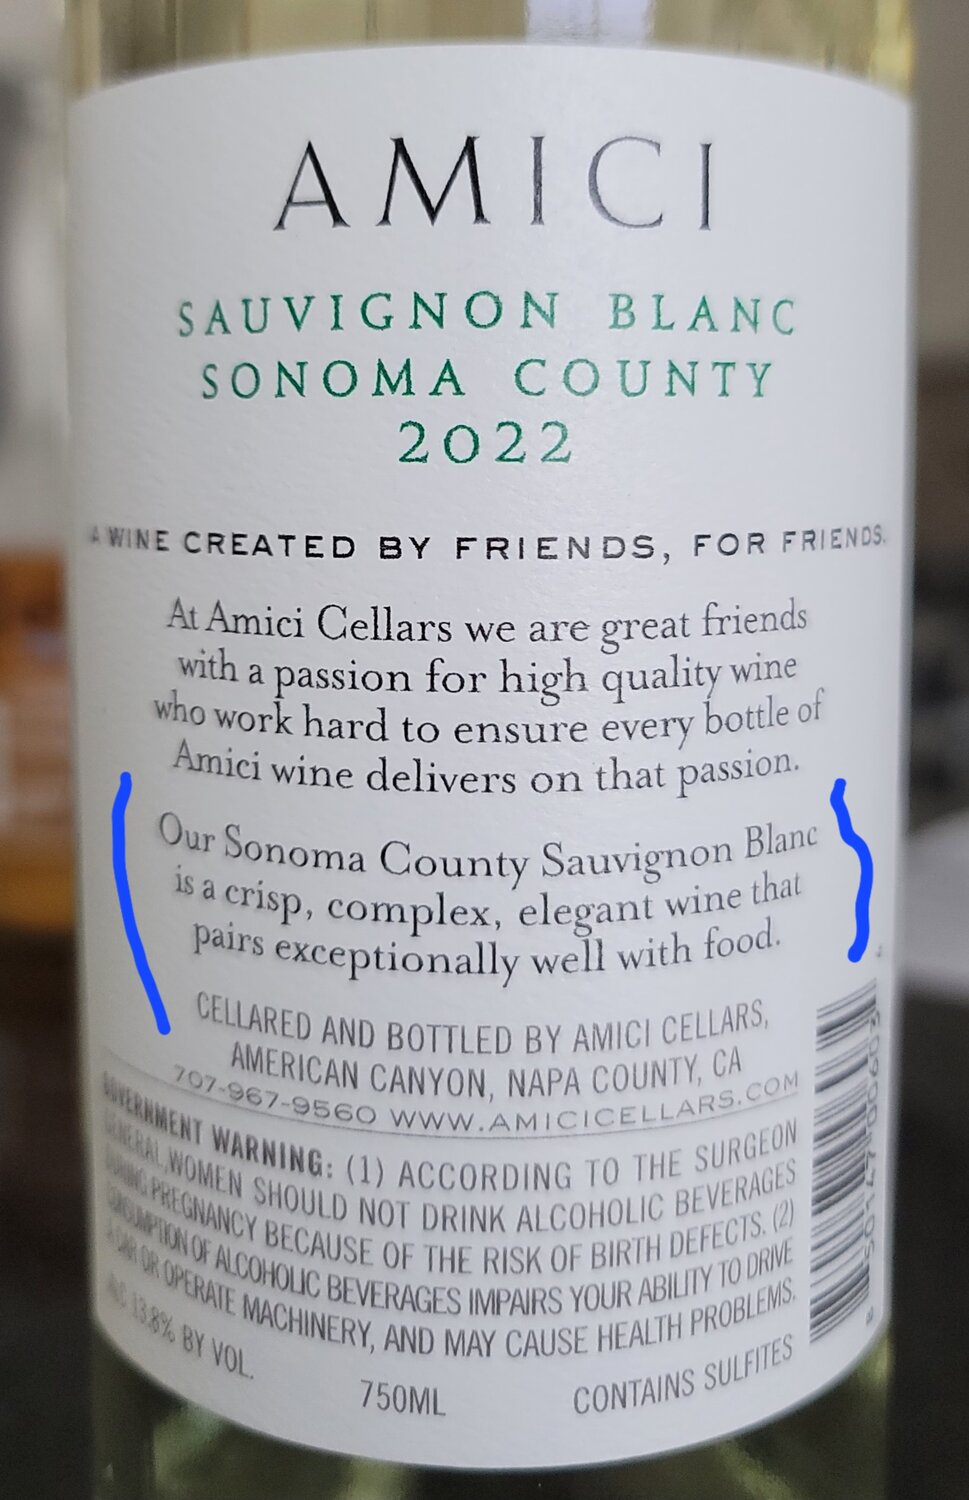 AMICI
SAUVIGNON BLANC
SONOMA COUNTY
2022
A WINE CREATED BY FRIENDS, FOR FRIENDS.
At Amici Cellars we are great friends
with a passion for high quality wine
who work hard to ensure every bottle of
Amici wine delivers on that passion.
Our Sonoma County Sauvignon Blanc
is a crisp, complex, elegant wine that
pairs exceptionally well with food.
CELLARED AND BOTTLED BY AMICI CELLARS,
AMERICAN CANYON, NAPA COUNTY, CA
707-967-9560 WWW.AMICICELLARS.COM
GOVERNMENT WARNING: (1) ACCORDING TO THE SURGEON
GENERAL, WOMEN SHOULD NOT DRINK ALCOHOLIC BEVERAGES
DURING PREGNANCY BECAUSE OF THE RISK OF BIRTH DEFECTS. (2)
CONSUMPTION OF ALCOHOLIC BEVERAGES IMPAIRS YOUR ABILITY TO DRIVE
A CAR OR OPERATE MACHINERY, AND MAY CAUSE HEALTH PROBLEMS.
ALC. 13.8% BY VOL.
750ML
CONTAINS SULFITES